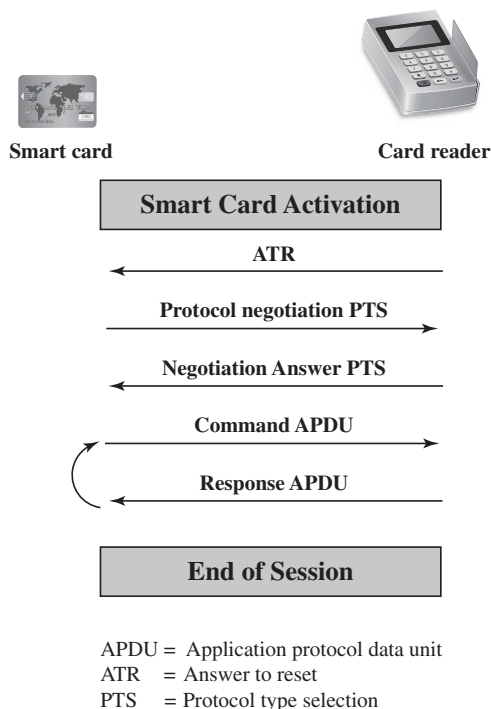 Smart card
Card reader
Smart Card Activation
ATR
Protocol negotiation PTS
Negotiation Answer PTS
Command APDU
Response APDU
End of Session
APDU = Application protocol data unit
ATR = Answer to reset
PTS = Protocol type selection